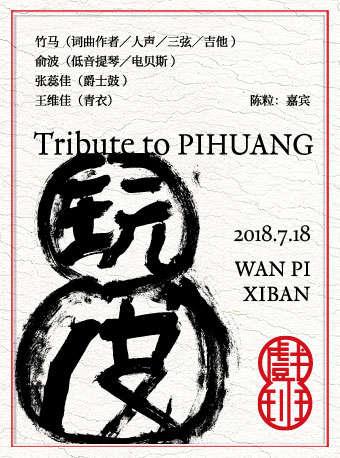 竹马（词曲作者／人声／三弦／吉他）
俞波（低音提琴／电贝斯）
张蕊佳（爵士鼓）
王维佳（青衣）
陈粒：嘉宾
Tribute to PIHUANG
玩
皮
2018.7.18
WAN PI
XIBAN
戲
班